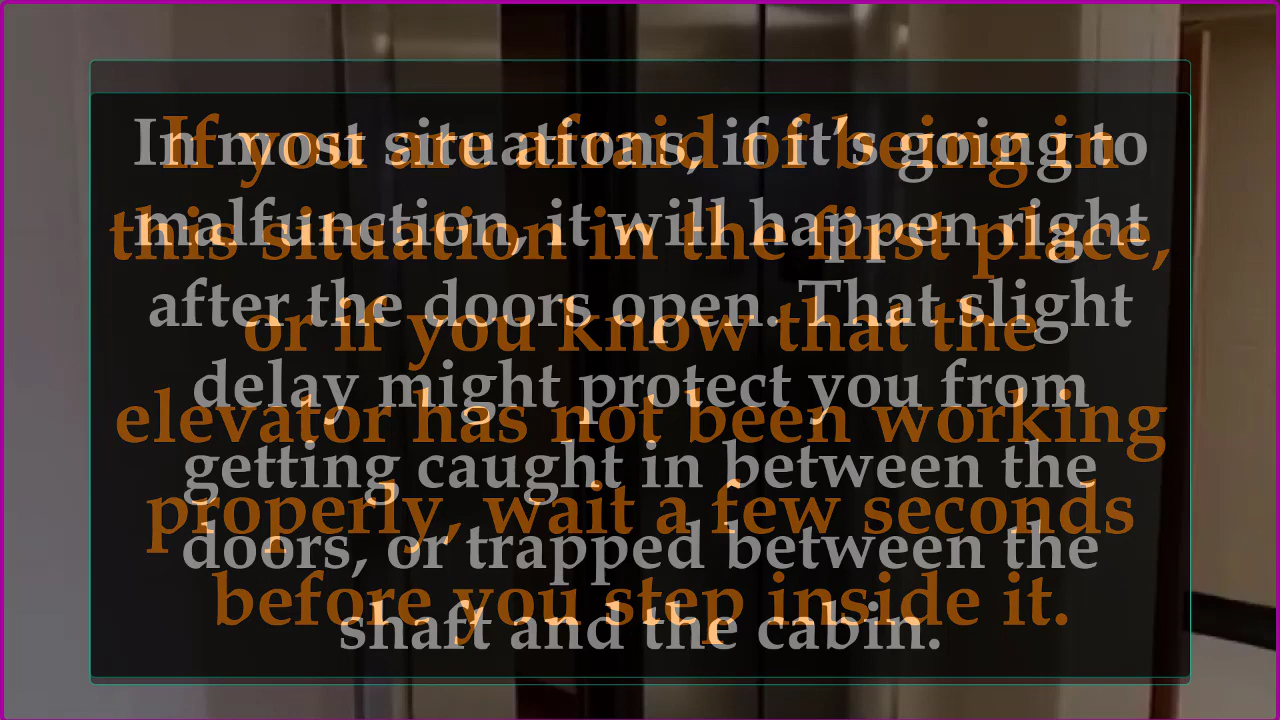 If you are afraid of being in
this situation in the first place,
or if you know that the
elevator has not been working
properly, wait a few seconds
before you step inside it.
In most situations, if it's going to
malfunction, it will happen right
after the doors open. That slight
delay might protect you from
getting caught in between the
doors, or trapped between the
shaft and the cabin.